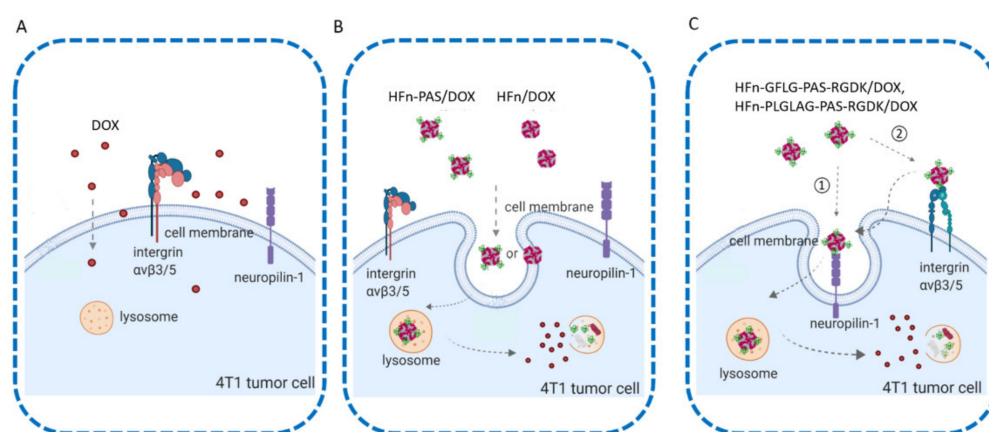 A
DOX
cell membrane
intergrin
αvβ3/5
neuropilin-1
lysosome
4T1 tumor cell
B
HFn-PAS/DOX
HFn/DOX
cell membrane
or
intergrin
αvβ3/5
neuropilin-1
lysosome
4T1 tumor cell
C
HFn-GFLG-PAS-RGDK/DOX,
HFn-PLGLAG-PAS-RGDK/DOX
②
①
cell membrane
intergrin
αvβ3/5
neuropilin-1
lysosome
4T1 tumor cell